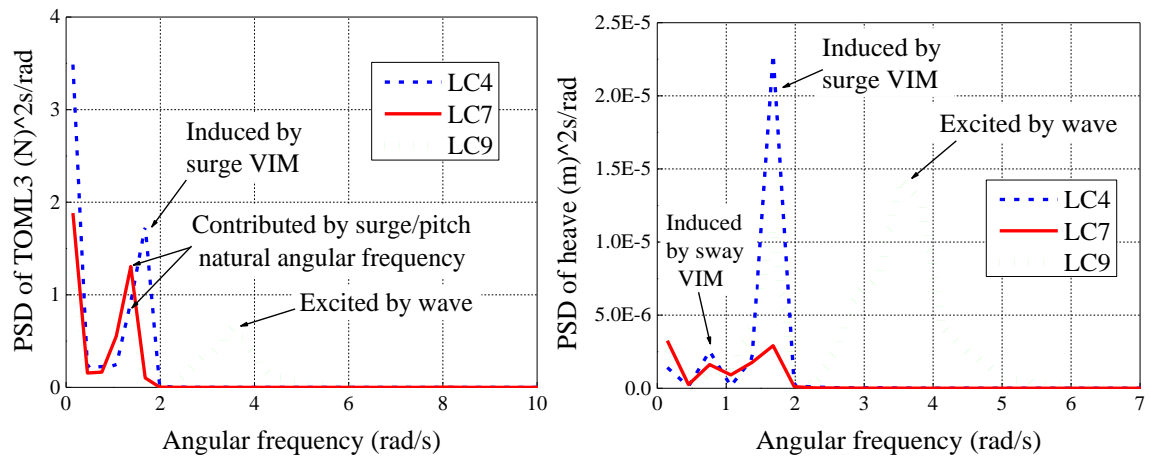 PSD of TOML3 (N)^2s/rad
4
3
2
1
0
0 2 4 6 8 10
Angular frequency (rad/s)
LC4
LC7
LC9
Induced by
surge VIM
Contributed by surge/pitch
natural angular frequency
Excited by wave
PSD of heave (m)^2s/rad
2.5E-5
2.0E-5
1.5E-5
1.0E-5
5.0E-6
0.0
0 1 2 3 4 5 6 7
Angular frequency (rad/s)
Induced by
surge VIM
Excited by wave
Induced
by sway
VIM
LC4
LC7
LC9